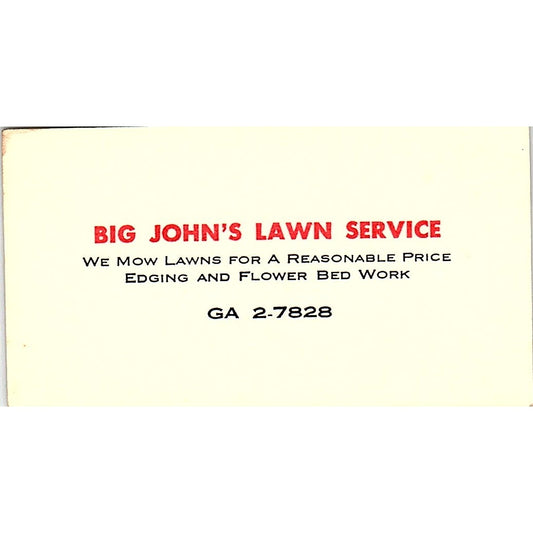 BIG JOHN'S LAWN SERVICE
We Mow Lawns for A Reasonable Price
Edging and Flower Bed Work
GA 2-7828